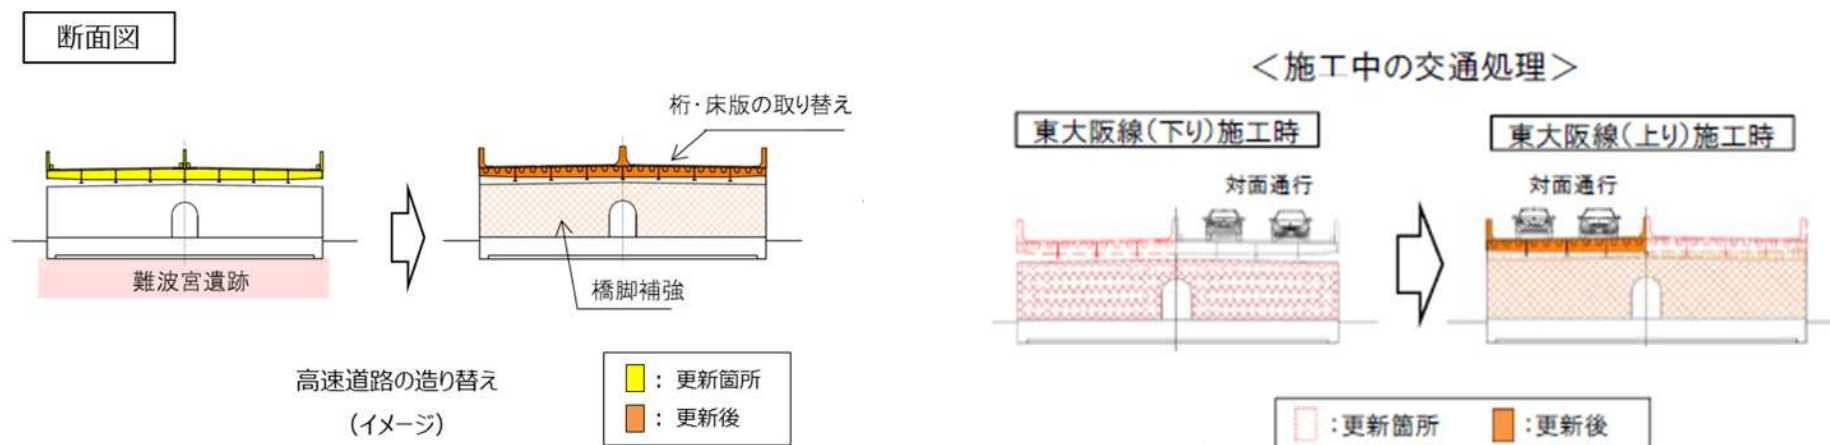 断面図
桁・床版の取り替え
難波宮遺跡
橋脚補強
高速道路の造り替え
(イメージ)
: 更新箇所
: 更新後
＜施工中の交通処理＞
東大阪線(下り)施工時
東大阪線(上り)施工時
対面通行
対面通行
:更新箇所
:更新後